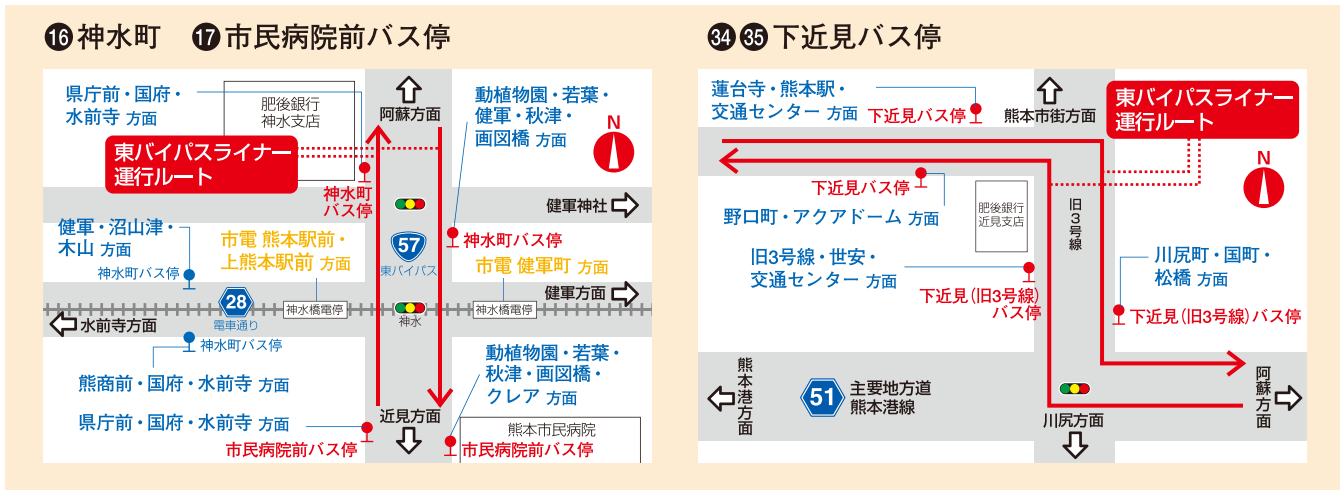 ⓰神水町 ⓱市民病院前バス停
県庁前・国府・
水前寺 方面
肥後銀行
神水支店
阿蘇方面
動植物園・若葉・
健軍・秋津・
画図橋 方面
N
東バイパスライナー
運行ルート
神水町
バス停
健軍神社
健軍・沼山津・
木山 方面
神水町バス停
市電 熊本駅前・
上熊本駅前 方面
57
東バイパス
神水町バス停
市電 健軍町 方面
健軍方面
28
電車通り
神水橋電停
神水
神水橋電停
水前寺方面
神水町バス停
熊商前・国府・水前寺 方面
動植物園・若葉・
秋津・画図橋・
クレア 方面
県庁前・国府・水前寺 方面
市民病院前バス停
近見方面
熊本市民病院
市民病院前バス停
㉞㉟下近見バス停
蓮台寺・熊本駅・
交通センター 方面
下近見バス停
熊本市街方面
東バイパスライナー
運行ルート
N
下近見バス停
野口町・アクアドーム 方面
肥後銀行
近見支店
旧3号線
旧3号線・世安・
交通センター 方面
下近見(旧3号線)
バス停
川尻町・国町・
松橋 方面
下近見(旧3号線)バス停
熊本港方面
51
主要地方道
熊本港線
川尻方面
阿蘇方面